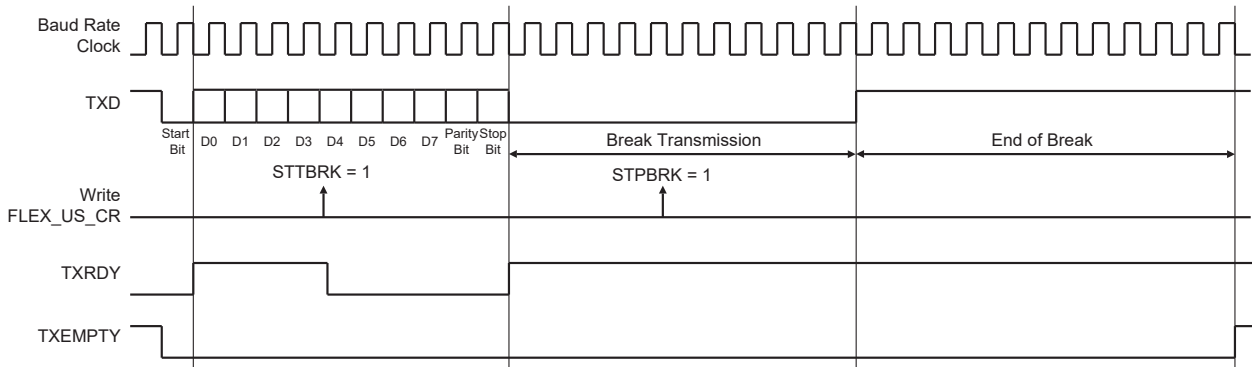 Baud Rate
Clock
TXD
Start
Bit
D0
D1
D2
D3
D4
D5
D6
D7
Parity
Bit
Stop
Bit
Break Transmission
End of Break
STTBRK = 1
STPBRK = 1
Write
FLEX_US_CR
TXRDY
TXEMPTY